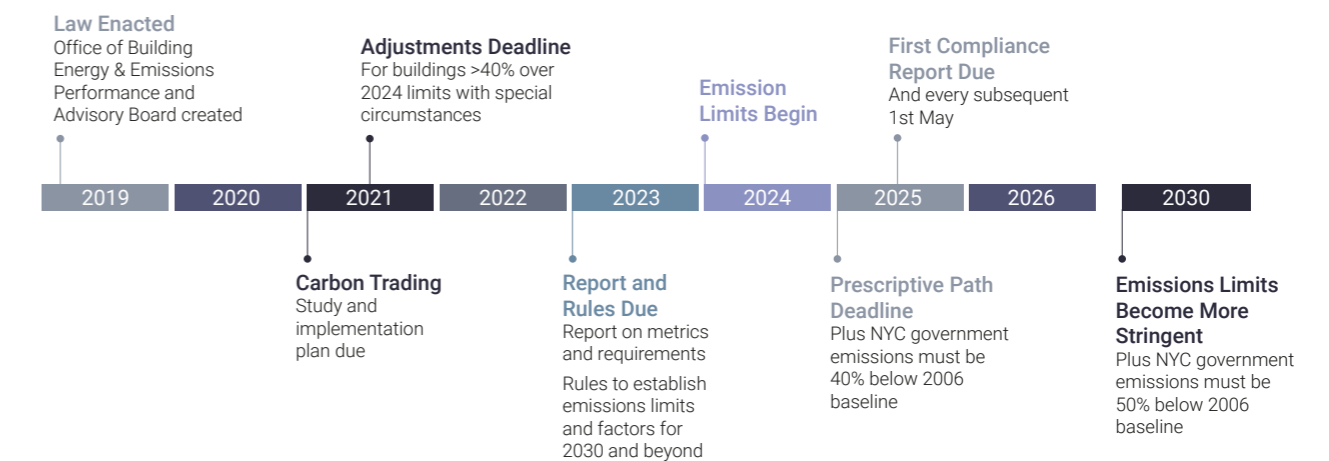 Law Enacted
Office of Building
Energy & Emissions
Performance and
Advisory Board created
Adjustments Deadline
For buildings >40% over
2024 limits with special
circumstances
Emission
Limits Begin
First Compliance
Report Due
And every subsequent
1st May
2019
2020
2021
2022
2023
2024
2025
2026
2030
Carbon Trading
Study and
implementation
plan due
Report and
Rules Due
Report on metrics
and requirements
Rules to establish
emissions limits
and factors for
2030 and beyond
Prescriptive Path
Deadline
Plus NYC government
emissions must be
40% below 2006
baseline
Emissions Limits
Become More
Stringent
Plus NYC government
emissions must be
50% below 2006
baseline